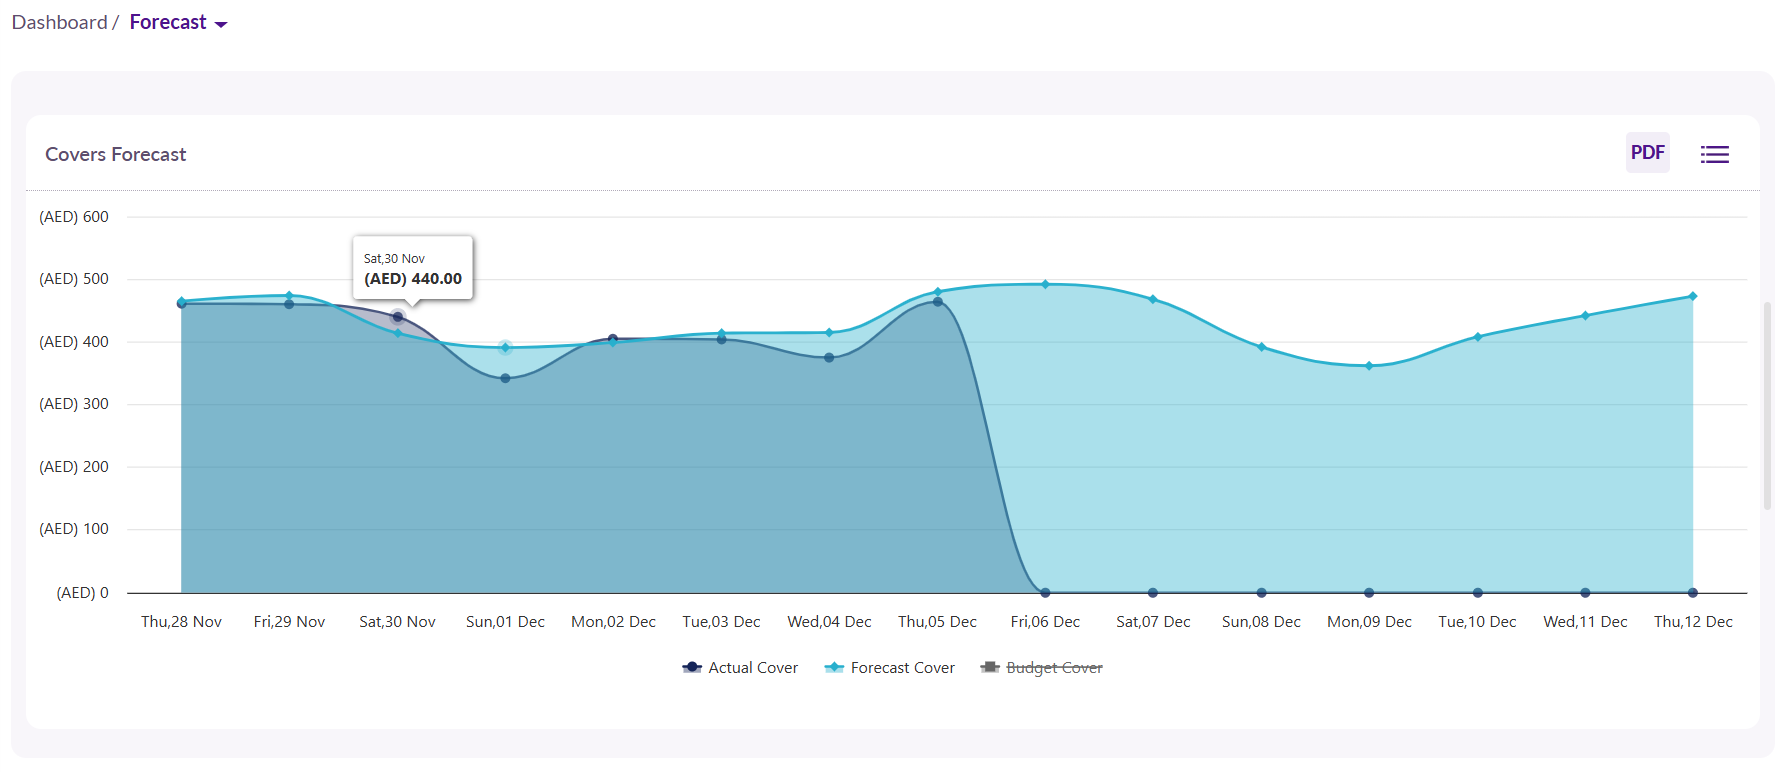 Dashboard / Forecast
Covers Forecast
PDF
(AED) 600
(AED) 500
(AED) 400
(AED) 300
(AED) 200
(AED) 100
(AED) 0
Sat,30 Nov
(AED) 440.00
Thu,28 Nov Fri,29 Nov Sat,30 Nov Sun,01 Dec Mon,02 Dec Tue,03 Dec Wed,04 Dec Thu,05 Dec Fri,06 Dec Sat,07 Dec Sun,08 Dec Mon,09 Dec Tue,10 Dec Wed,11 Dec Thu,12 Dec
Actual Cover Forecast Cover Budget Cover